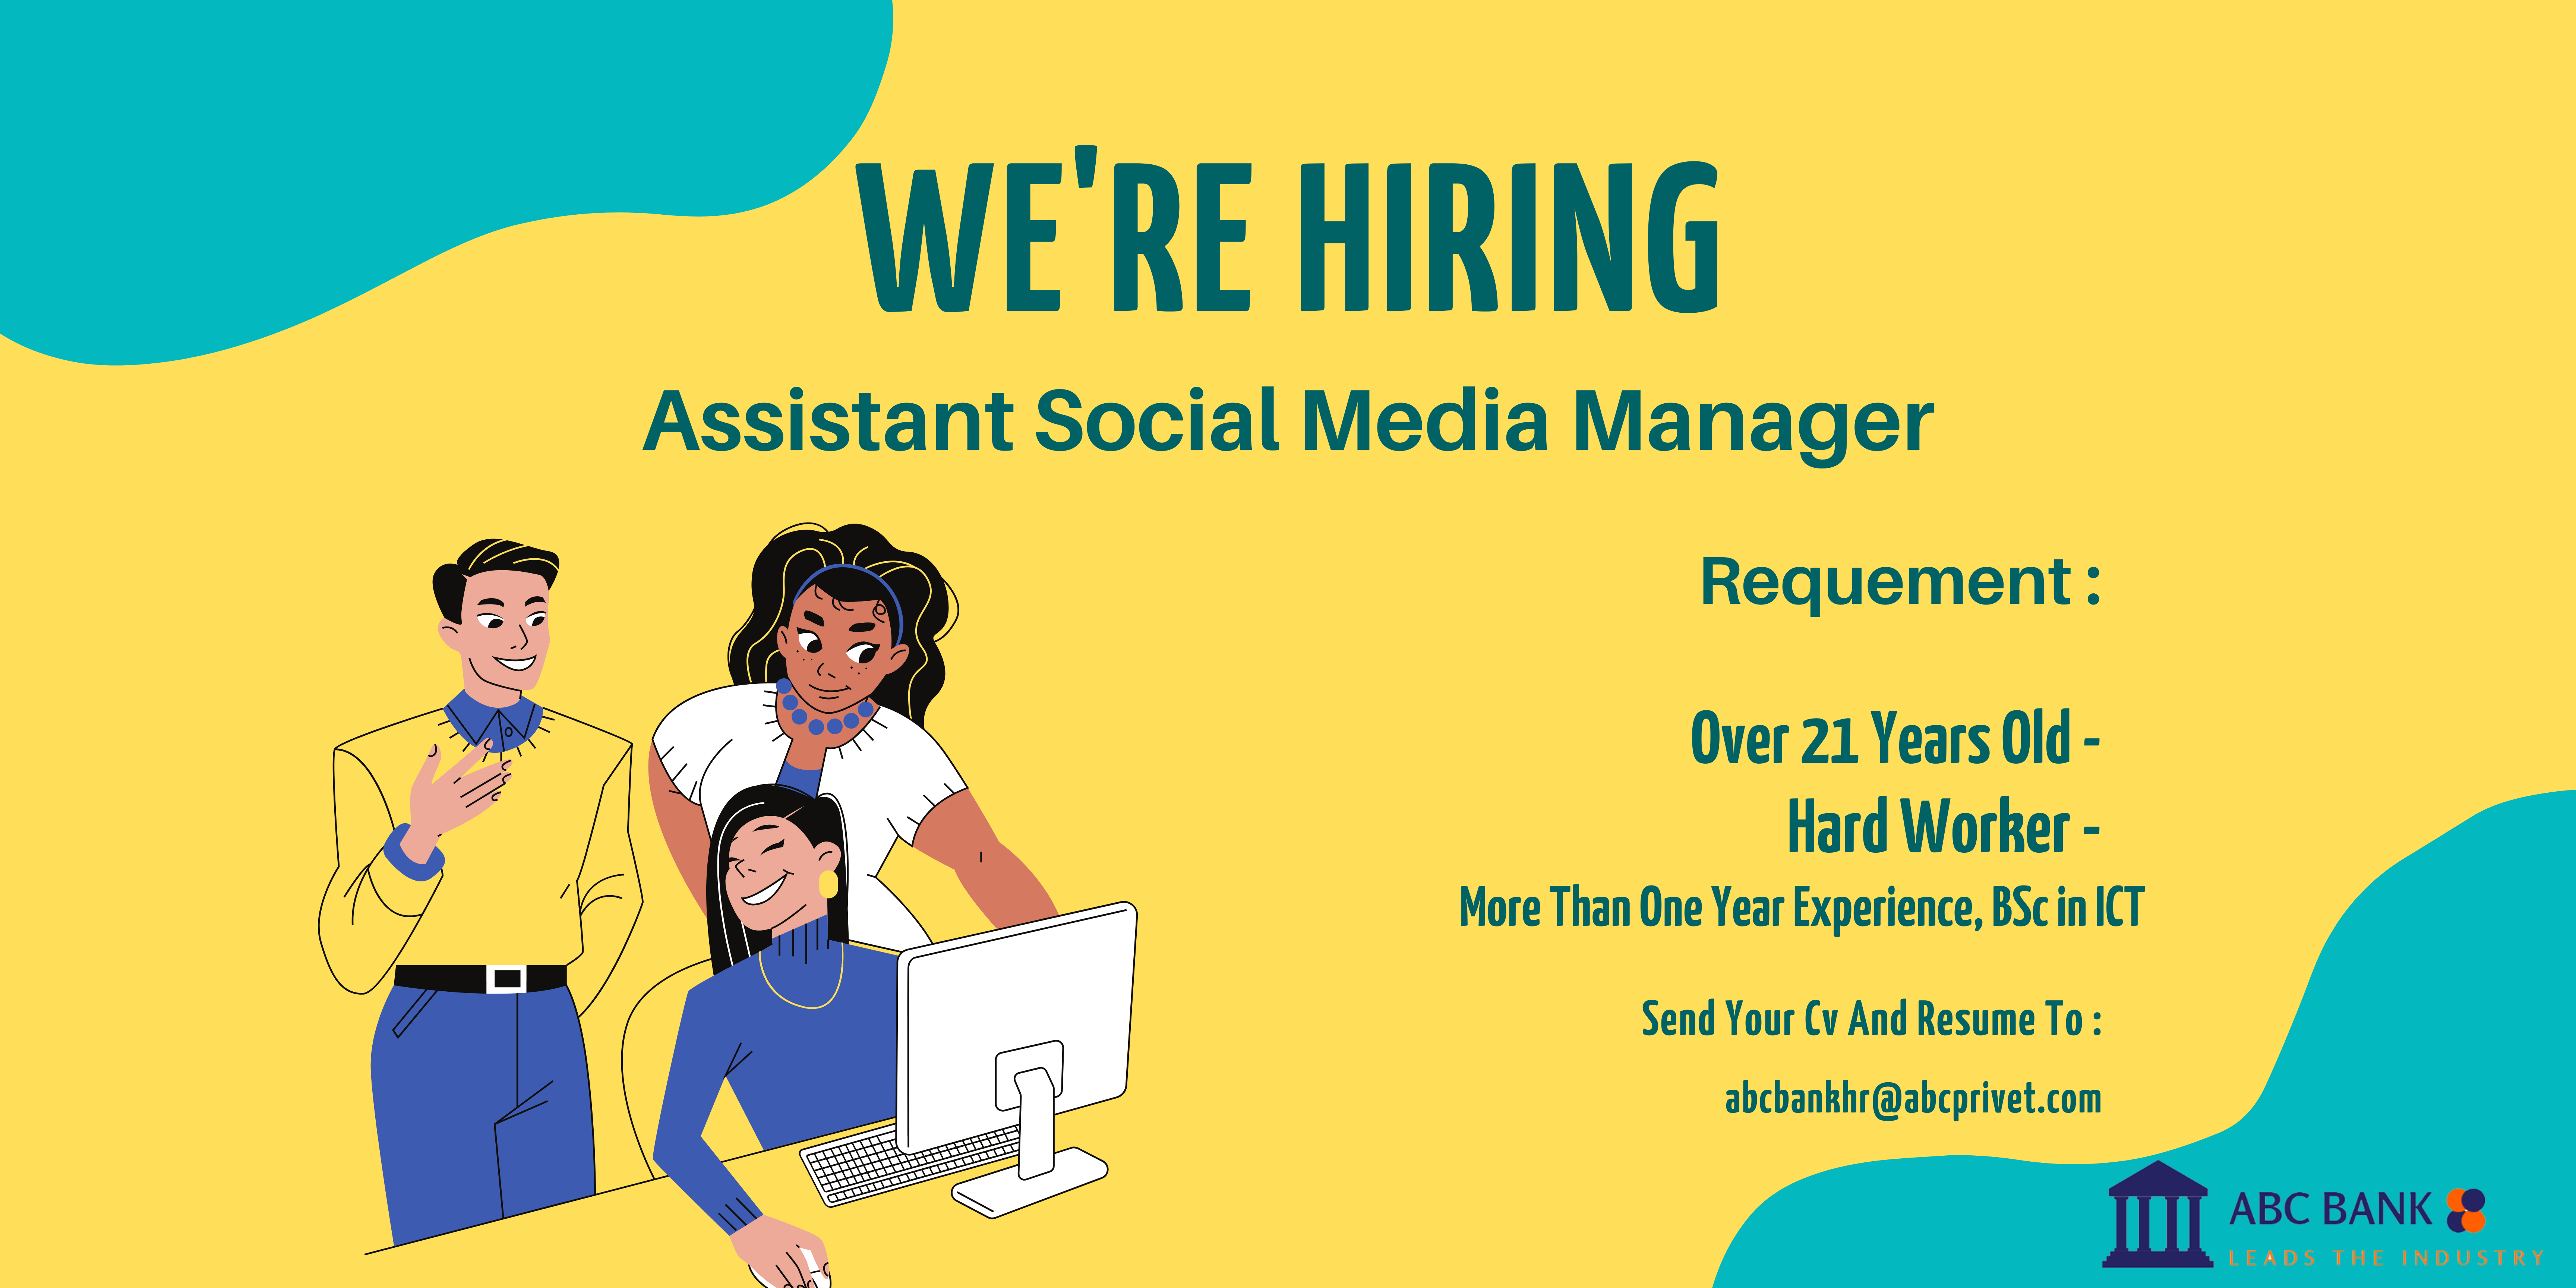 WE'RE HIRING
Assistant Social Media Manager
Requement :
Over 21 Years Old -
Hard Worker -
More Than One Year Experience, BSc in ICT
Send Your Cv And Resume To :
abcbankhr@abcprivet.com
ABC BANK
LEADS THE INDUSTRY